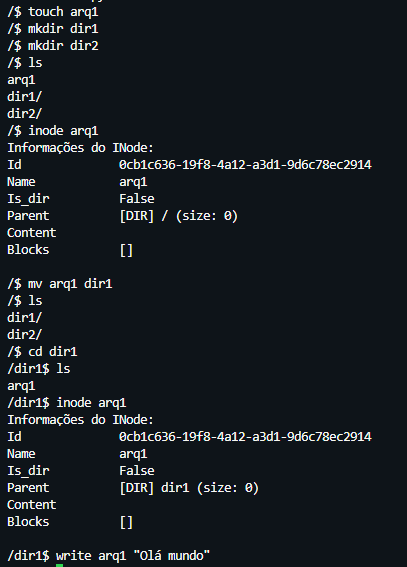 /$ touch arq1
/$ mkdir dir1
/$ mkdir dir2
/$ ls
arq1
dir1/
dir2/
/$ inode arq1
Informações do INode:
Id 0cb1c636-19f8-4a12-a3d1-9d6c78ec2914
Name arq1
Is_dir False
Parent [DIR] / (size: 0)
Content
Blocks []
/$ mv arq1 dir1
/$ ls
dir1/
dir2/
/$ cd dir1
/dir1$ ls
arq1
/dir1$ inode arq1
Informações do INode:
Id 0cb1c636-19f8-4a12-a3d1-9d6c78ec2914
Name arq1
Is_dir False
Parent [DIR] dir1 (size: 0)
Content
Blocks []
/dir1$ write arq1 "Olá mundo"